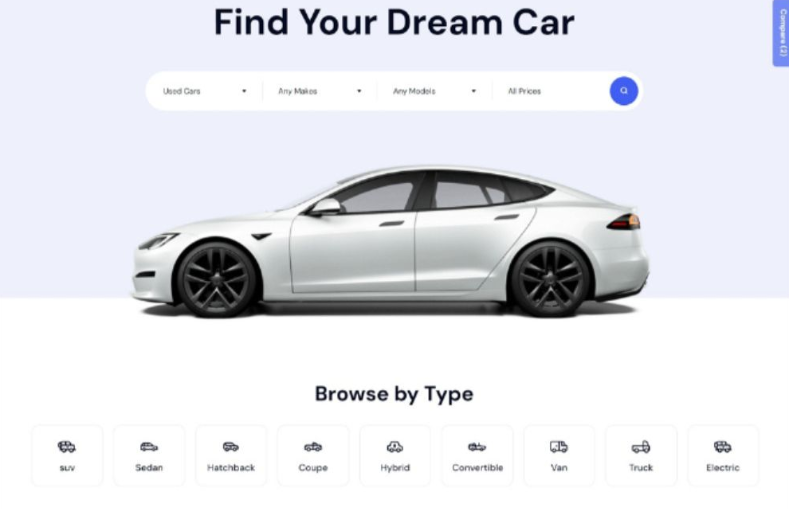 Find Your Dream Car
Compare (2)
Used Cars
Any Makes
Any Models
All Prices
Browse by Type
suv
Sedan
Hatchback
Coupe
Hybrid
Convertible
Van
Truck
Electric